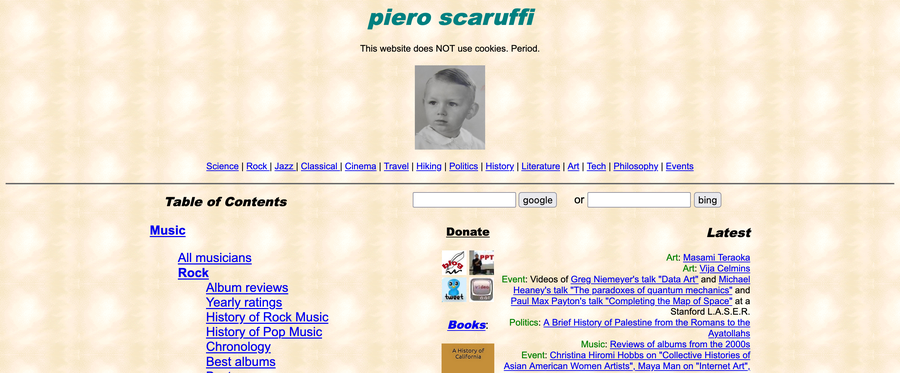 piero scaruffi
This website does NOT use cookies. Period.
Science | Rock | Jazz | Classical | Cinema | Travel | Hiking | Politics | History | Literature | Art | Tech | Philosophy | Events
Table of Contents
google
or
bing
Music
All musicians
Rock
Album reviews
Yearly ratings
History of Rock Music
History of Pop Music
Chronology
Best albums
Donate
blog
PPT
tweet
Books:
A History of
California
Latest
Art: Masami Teraoka
Art: Vija Celmins
Event: Videos of Greg Niemeyer's talk "Data Art" and Michael
Heaney's talk "The paradoxes of quantum mechanics" and
Paul Max Payton's talk "Completing the Map of Space" at a
Stanford L.A.S.E.R.
Politics: A Brief History of Palestine from the Romans to the
Ayatollahs
Music: Reviews of albums from the 2000s
Event: Christina Hiromi Hobbs on "Collective Histories of
Asian American Women Artists", Maya Man on "Internet Art",